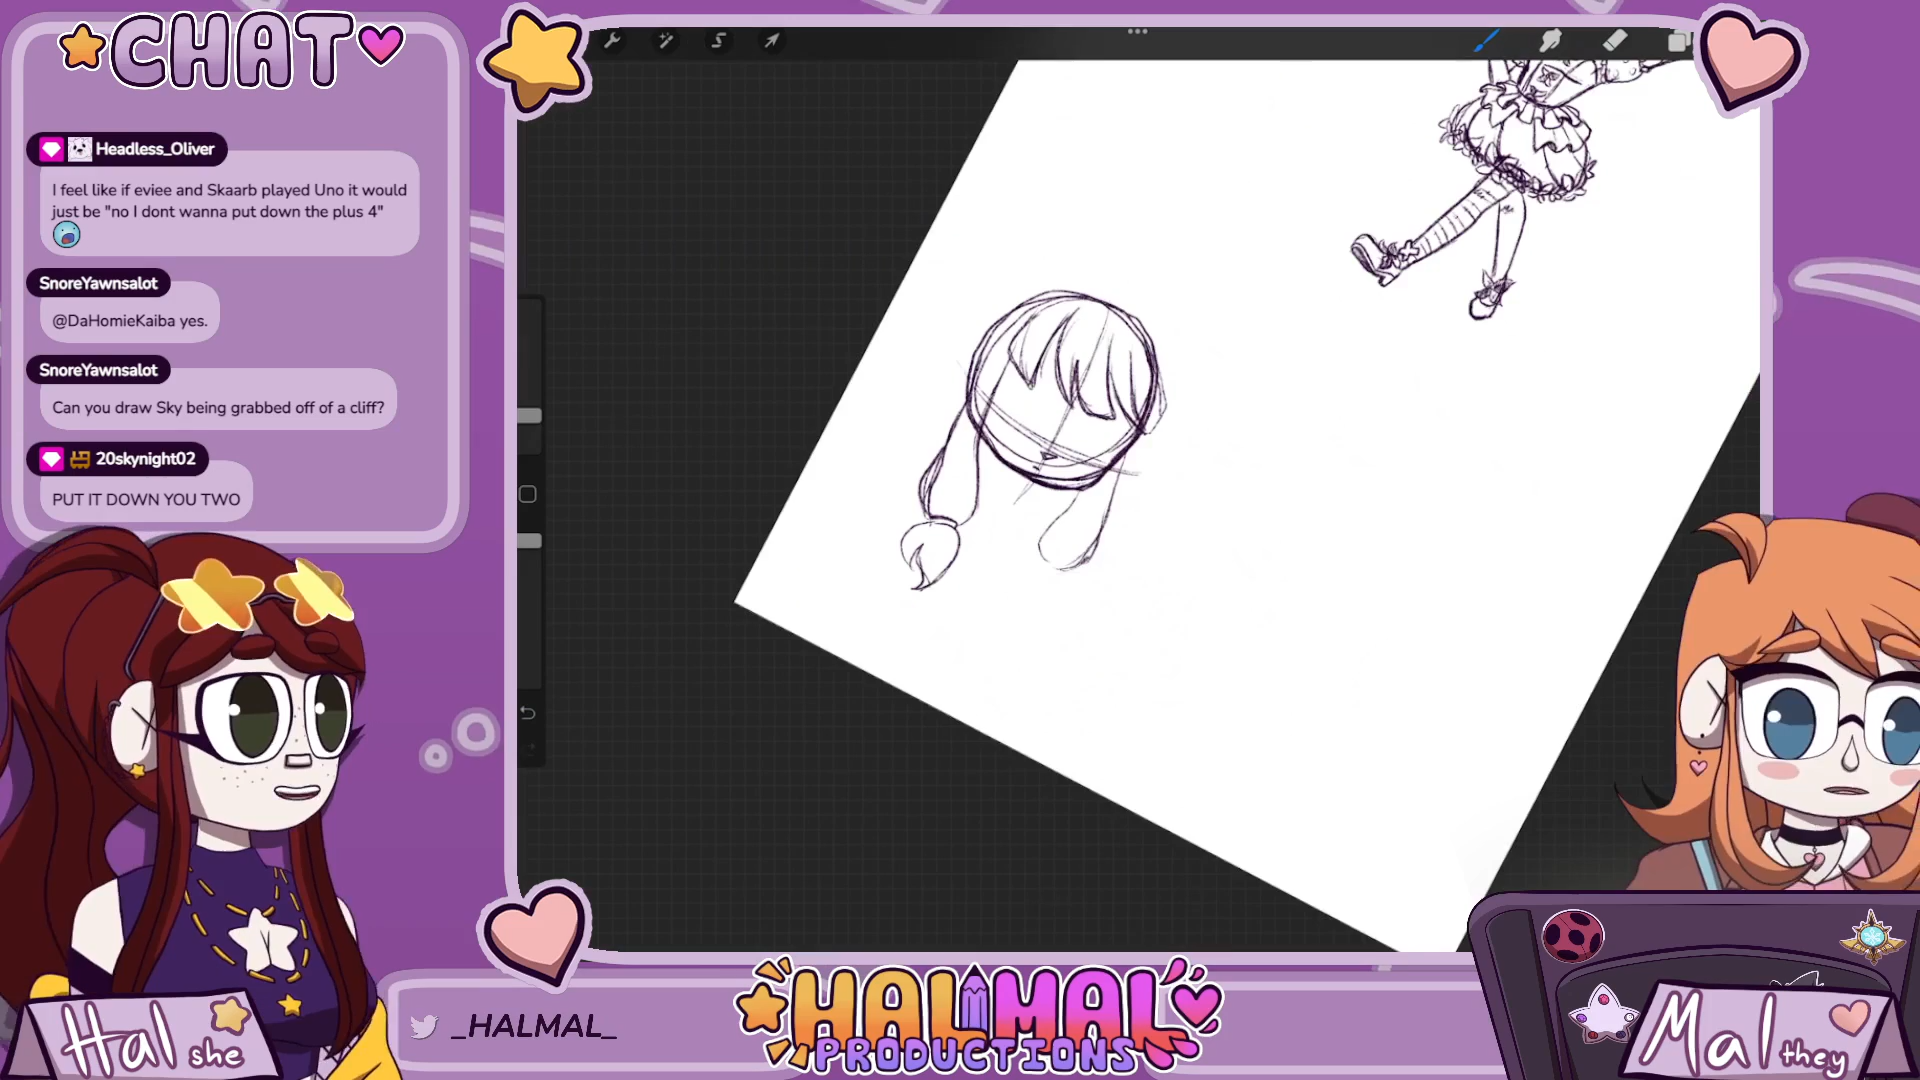 CHAT
Headless_Oliver
I feel like if eviee and Skaarb played Uno it would
just be "no I dont wanna put down the plus 4"
SnoreYawnsalot
@DaHomieKaiba yes.
SnoreYawnsalot
Can you draw Sky being grabbed off of a cliff?
20skynight02
PUT IT DOWN YOU TWO
Hal she
_HALMAL_
HALMAL
PRODUCTIONS
Mal they